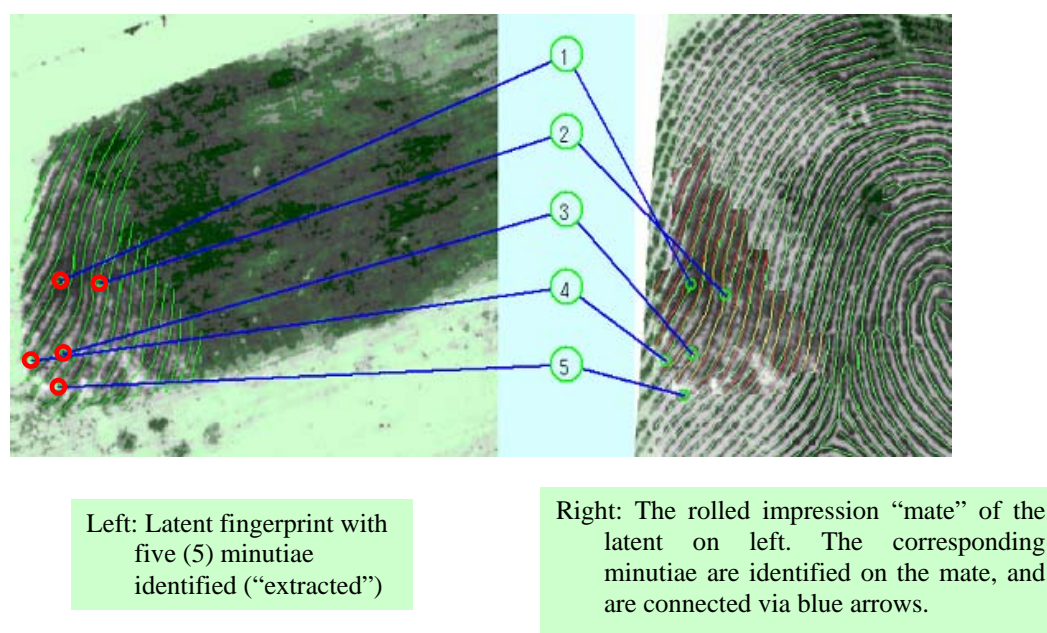 1
2
3
4
5
Left: Latent fingerprint with
five (5) minutiae
identified (“extracted”)
Right: The rolled impression “mate” of the
latent on left. The corresponding
minutiae are identified on the mate, and
are connected via blue arrows.